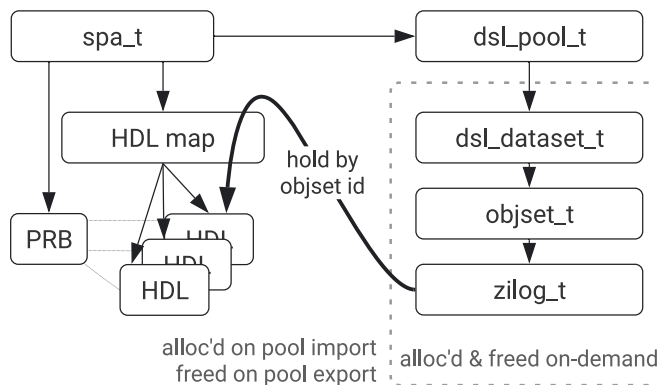 spa_t
dsl_pool_t
HDL map
dsl_dataset_t
hold by
objset id
objset_t
PRB
HDL
HDL
HDL
zilog_t
alloc'd on pool import
freed on pool export
alloc'd & freed on-demand